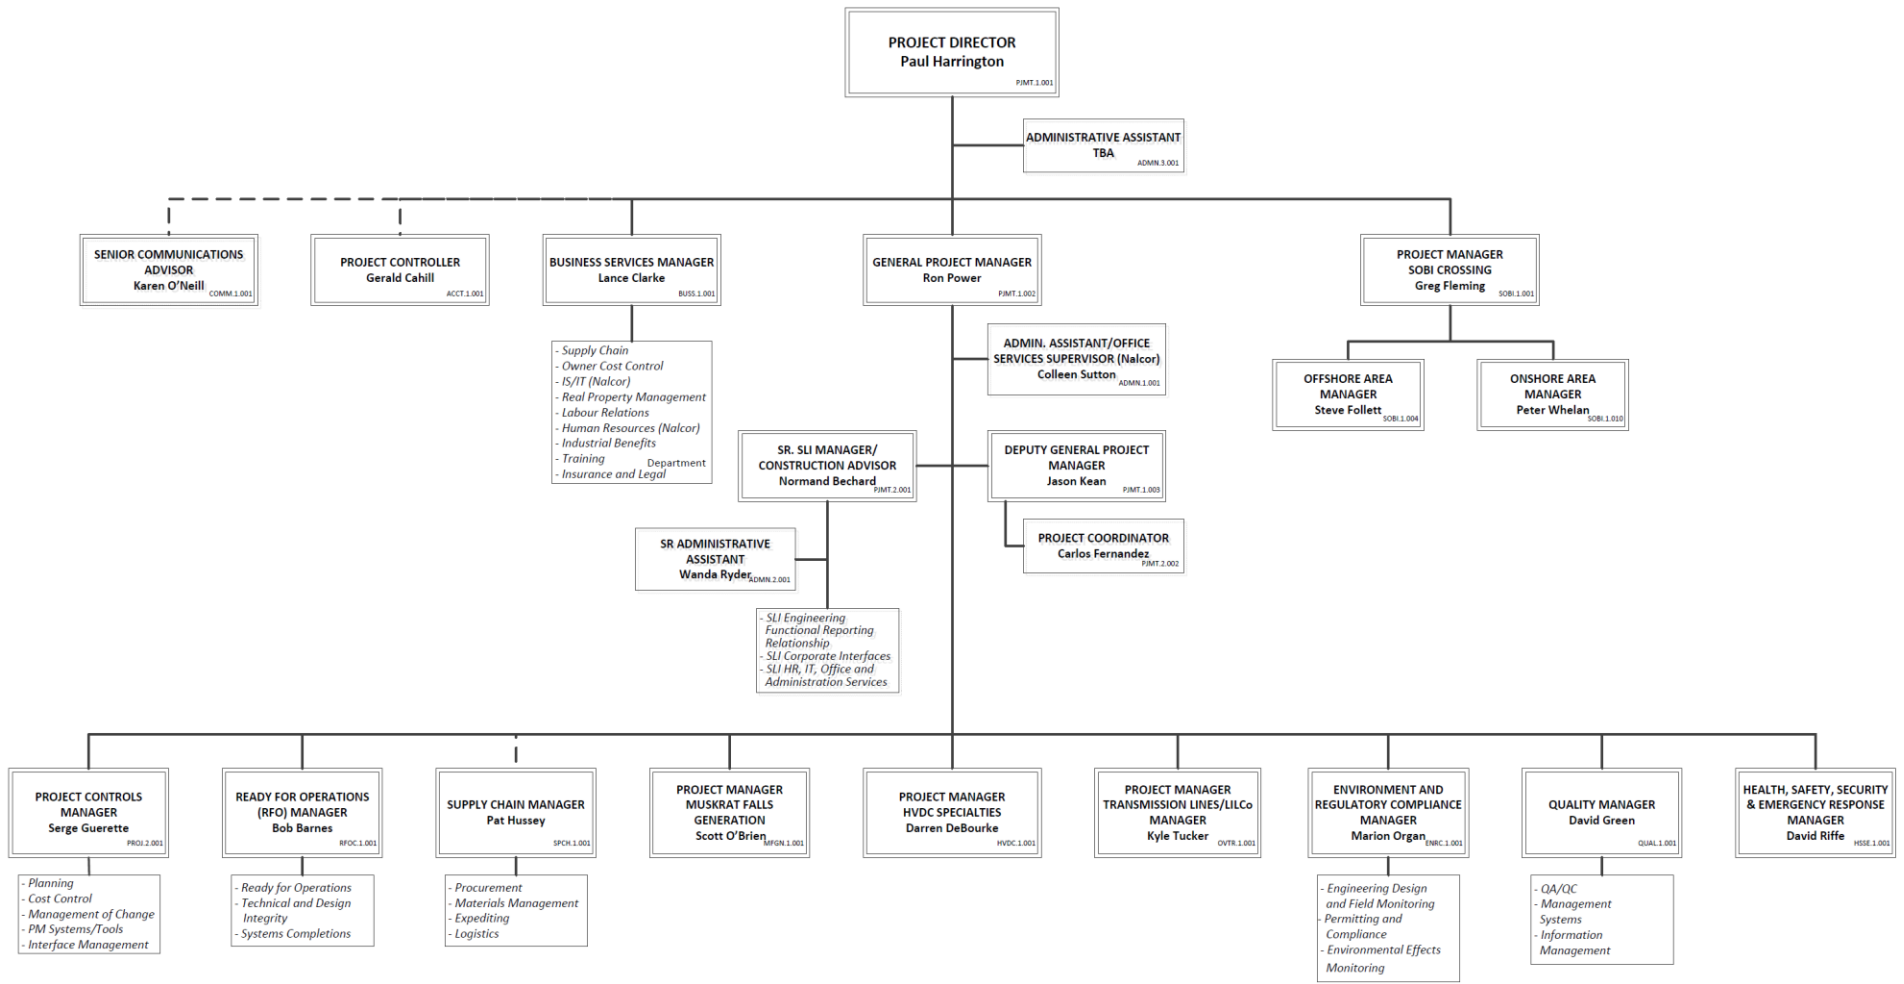 PROJECT DIRECTOR
Paul Harrington
PJMT.1.001
ADMINISTRATIVE ASSISTANT
TBA
ADMN.3.001
SENIOR COMMUNICATIONS
ADVISOR
Karen O'Neill
COMM.1.001
PROJECT CONTROLLER
Gerald Cahill
ACCT.1.001
BUSINESS SERVICES MANAGER
Lance Clarke
BUSS.1.001
GENERAL PROJECT MANAGER
Ron Power
PJMT.1.002
PROJECT MANAGER
SOBI CROSSING
Greg Fleming
SOBI.1.001
- Supply Chain
- Owner Cost Control
- IS/IT (Nalcor)
- Real Property Management
- Labour Relations
- Human Resources (Nalcor)
- Industrial Benefits
- Training
Department
- Insurance and Legal
ADMIN. ASSISTANT/OFFICE
SERVICES SUPERVISOR (Nalcor)
Colleen Sutton
ADMN.1.001
OFFSHORE AREA
MANAGER
Steve Follett
SOBI.1.004
ONSHORE AREA
MANAGER
Peter Whelan
SOBI.1.010
SR. SLI MANAGER/
CONSTRUCTION ADVISOR
Normand Bechard
PJMT.2.001
DEPUTY GENERAL PROJECT
MANAGER
Jason Kean
PJMT.1.003
SR ADMINISTRATIVE
ASSISTANT
Wanda Ryder
ADMN.2.001
PROJECT COORDINATOR
Carlos Fernandez
PJMT.2.002
- SLI Engineering
Functional Reporting
Relationship
- SLI Corporate Interfaces
- SLI HR, IT, Office and
Administration Services
PROJECT CONTROLS
MANAGER
Serge Guerette
PROJ.2.001
READY FOR OPERATIONS
(RFO) MANAGER
Bob Barnes
RFOC.1.001
SUPPLY CHAIN MANAGER
Pat Hussey
SPCH.1.001
PROJECT MANAGER
MUSKRAT FALLS
GENERATION
Scott O'Brien
MFGN.1.001
PROJECT MANAGER
HVDC SPECIALTIES
Darren DeBourke
HVDC.1.001
PROJECT MANAGER
TRANSMISSION LINES/LILCo
MANAGER
Kyle Tucker
OVTR.1.001
ENVIRONMENT AND
REGULATORY COMPLIANCE
MANAGER
Marion Organ
ENRC.1.001
QUALITY MANAGER
David Green
QUAL.1.001
HEALTH, SAFETY, SECURITY
& EMERGENCY RESPONSE
MANAGER
David Riffe
HSSE.1.001
- Planning
- Cost Control
- Management of Change
- PM Systems/Tools
- Interface Management
- Ready for Operations
- Technical and Design
Integrity
- Systems Completions
- Procurement
- Materials Management
- Expediting
- Logistics
- Engineering Design
and Field Monitoring
- Permitting and
Compliance
- Environmental Effects
Monitoring
- QA/QC
- Management
Systems
- Information
Management